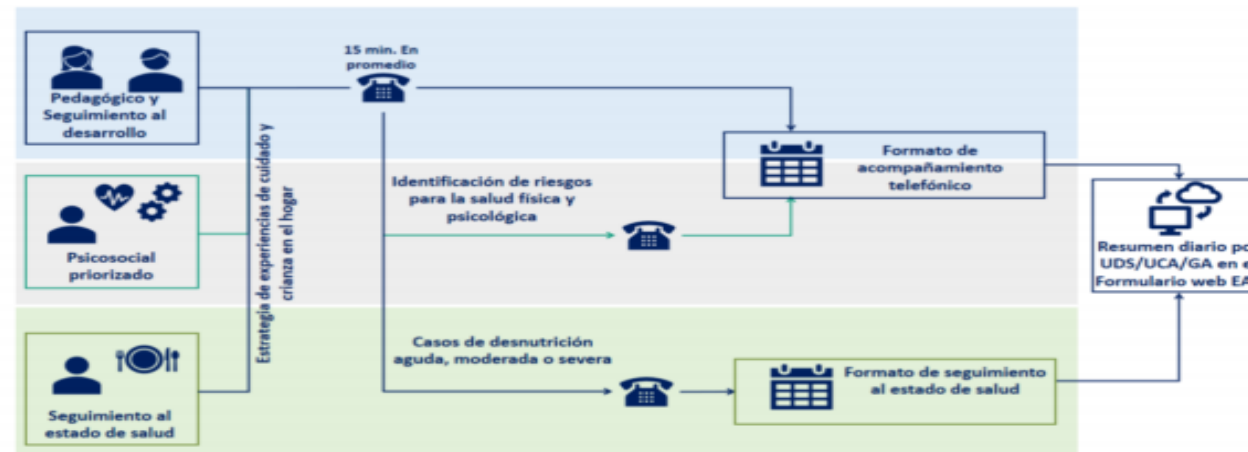 15 min. En
promedio
Pedagógico y
Seguimiento al
desarrollo
Estrategia de experiencias de cuidado y
crianza en el hogar
Formato de
acompañamiento
telefónico
Identificación de riesgos
para la salud física y
psicológica
Psicosocial
priorizado
Resumen diario po
UDS/UCA/GA en e
Formulario web EA
Casos de desnutrición
aguda, moderada o severa
Formato de seguimiento
al estado de salud
Seguimiento al
estado de salud